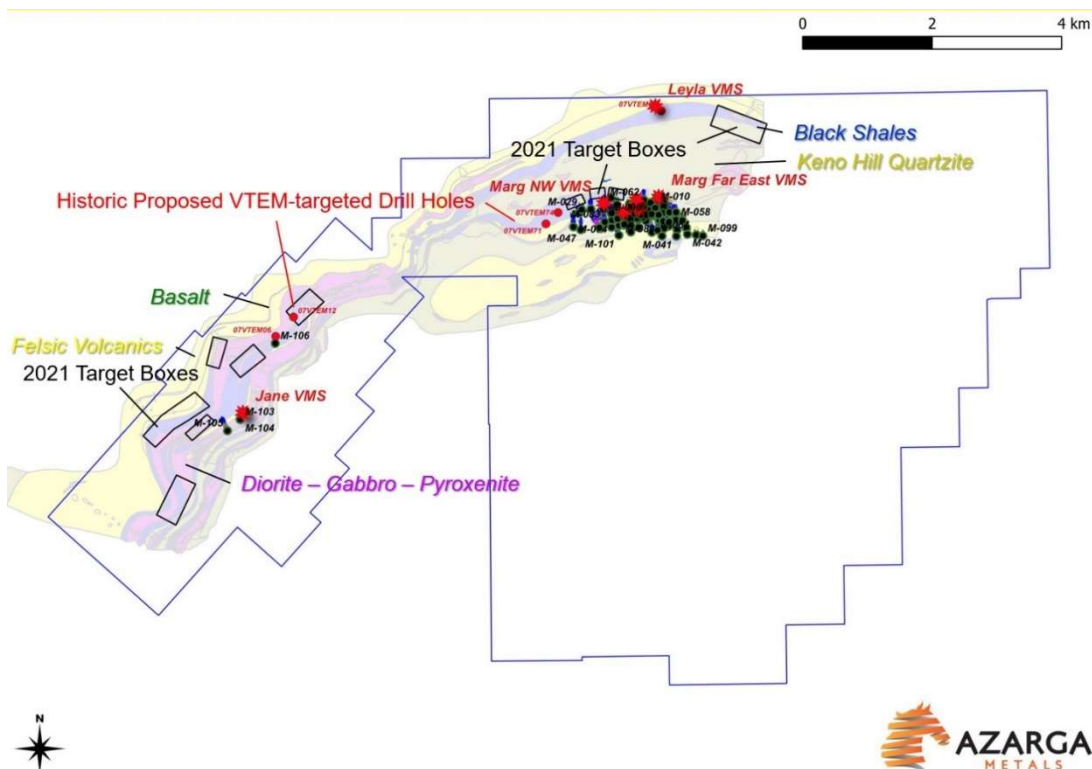 0 2 4 km
Leyla VMS
07VTEM
Black Shales
2021 Target Boxes
Keno Hill Quartzite
Marg NW VMS
Marg Far East VMS
M-062
M-010
Historic Proposed VTEM-targeted Drill Holes
M-029
07VTEM74
M-058
07VTEM71
M-099
M-047
M-101
M-041
M-042
Basalt
07VTEM12
07VTEM06
M-106
Felsic Volcanics
2021 Target Boxes
Jane VMS
M-103
M-105
M-104
Diorite – Gabbro – Pyroxenite
N
AZARGA
METALS